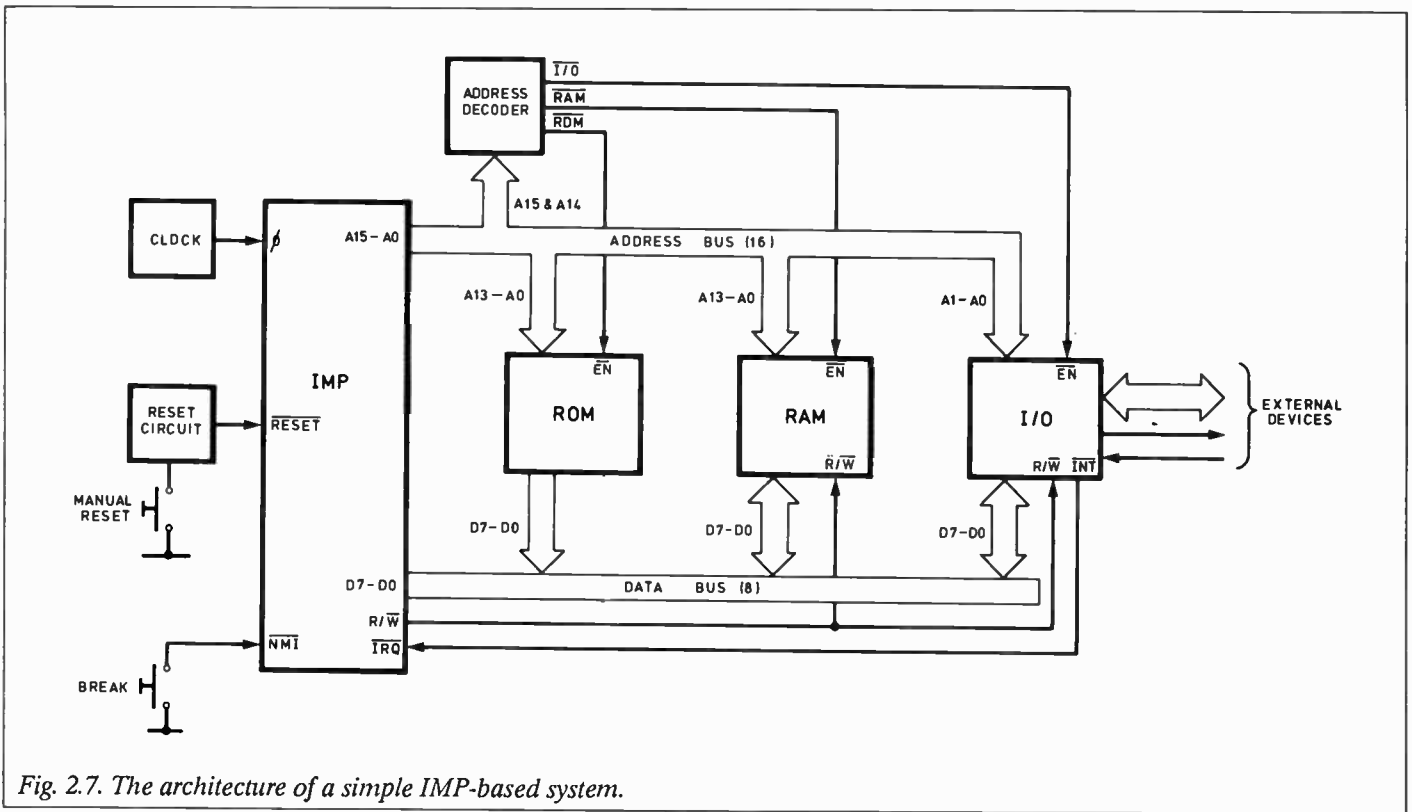 I/O
ADDRESS
DECODER
RAM
RDM
A15 & A14
CLDCK
ϕ
A15-A0
ADDRESS BUS (16)
A13-A0
A13-A0
A1-A0
IMP
EN
ROM
EN
RAM
R/W
EN
I/O
R/W INT
EXTERNAL
DEVICES
RESET
CIRCUIT
RESET
MANUAL
RESET
D7-D0
D7-D0
D7-D0
D7-D0
DATA BUS (8)
R/W
NMI
IRQ
BREAK
Fig. 2.7. The architecture of a simple IMP-based system.